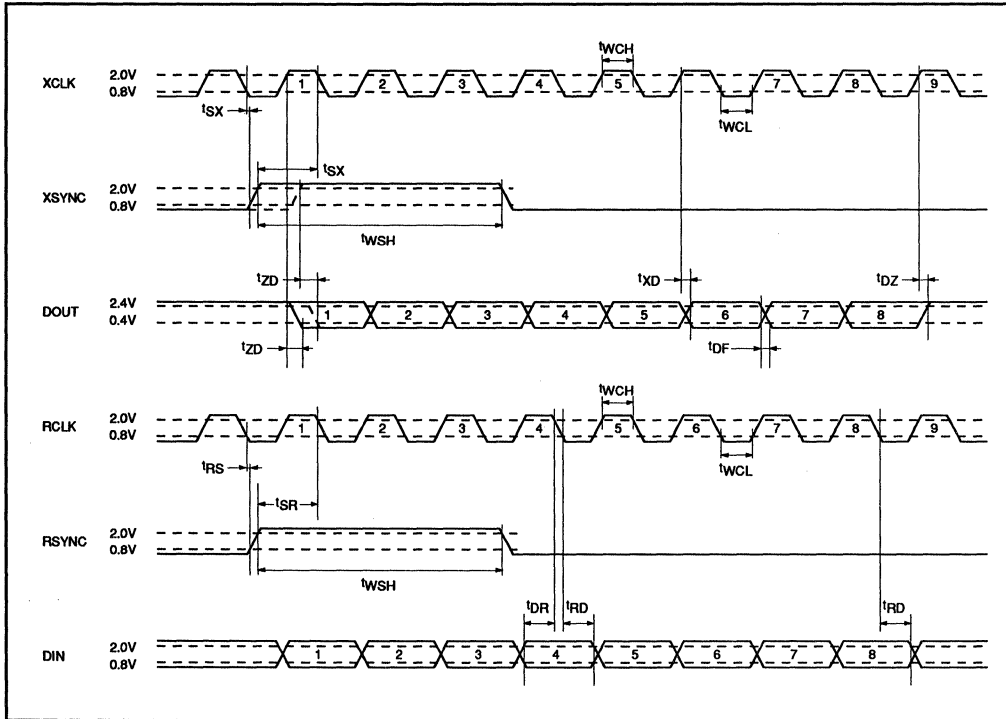 tWCH
XCLK 2.0V 1 2 3 4 5 7 8 9
0.8V
tSX tWCL
tSX
XSYNC 2.0V
0.8V
tWSH
tZD tXD tDZ
DOUT 2.4V 1 2 3 4 5 6 7 8
0.4V
tZD tDF
tWCH
RCLK 2.0V 1 2 3 4 5 6 7 8 9
0.8V
tRS tWCL
tSR
RSYNC 2.0V
0.8V
tWSH
tDR tRD tRD
DIN 2.0V 1 2 3 4 5 6 7 8
0.8V